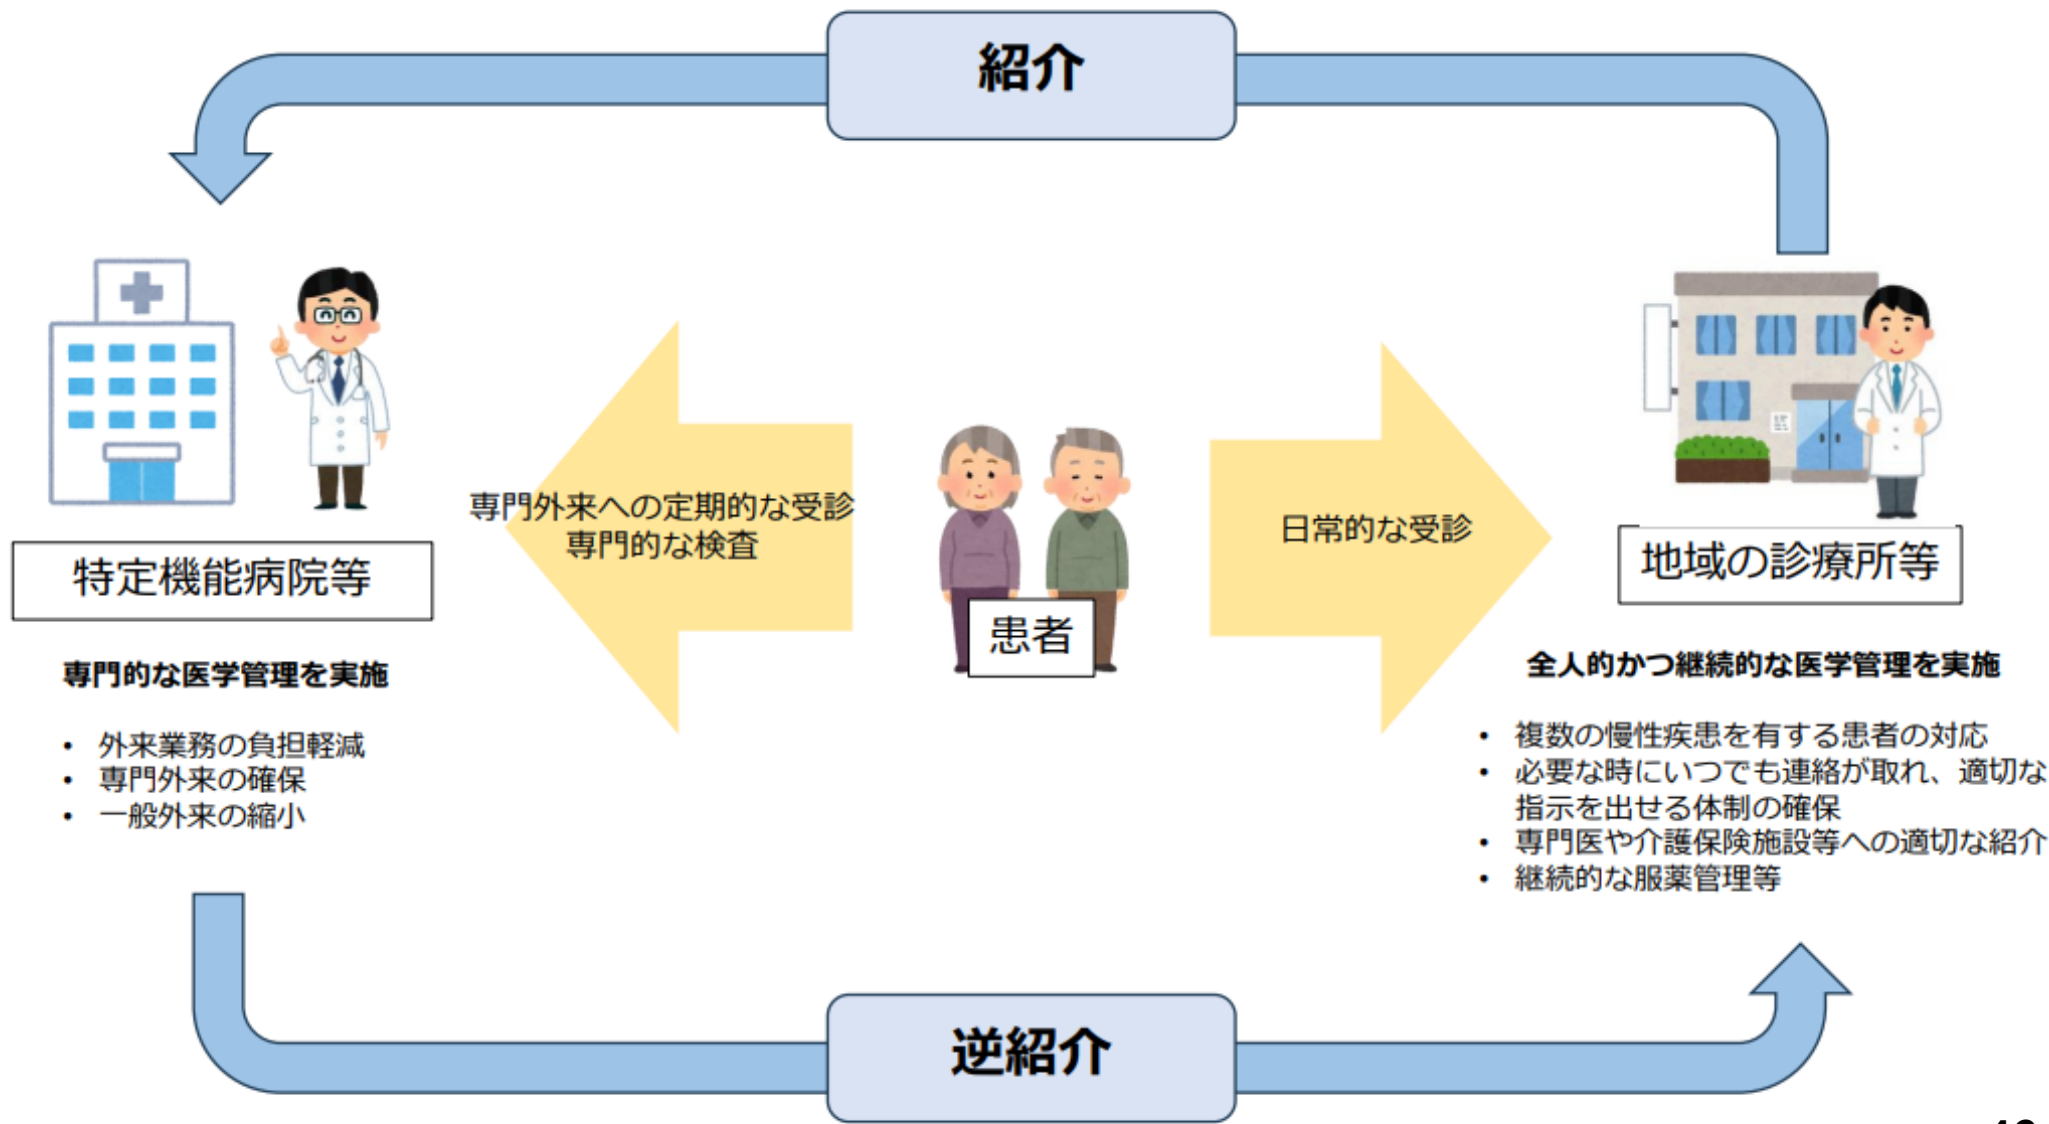 紹介
専門外来への定期的な受診
専門的な検査
日常的な受診
患者
特定機能病院等
専門的な医学管理を実施
• 外来業務の負担軽減
• 専門外来の確保
• 一般外来の縮小
地域の診療所等
全人的かつ継続的な医学管理を実施
• 複数の慢性疾患を有する患者の対応
• 必要な時にいつでも連絡が取れ、適切な
指示を出せる体制の確保
• 専門医や介護保険施設等への適切な紹介
• 継続的な服薬管理等
逆紹介